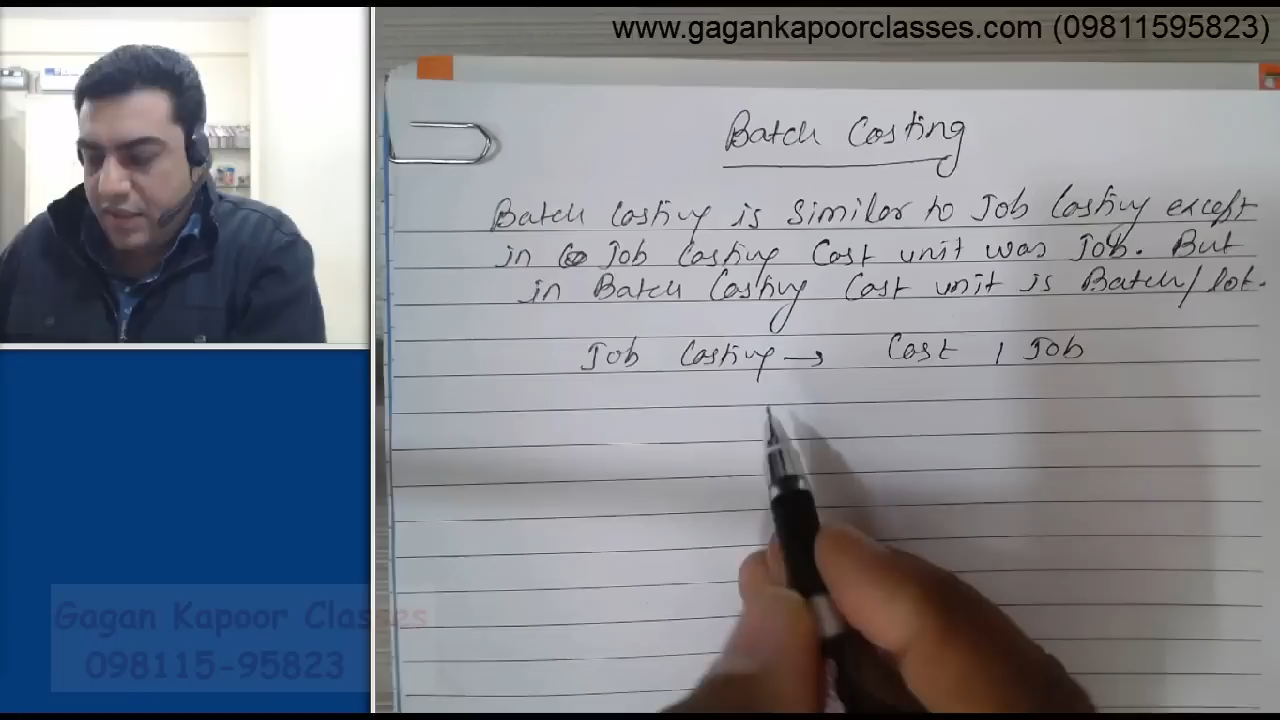 www.gagankapoorclasses.com (09811595823)
Batch Costing
Batch Costing is Similar to Job Costing except
in Job Costing Cost unit was Job. But
in Batch Costing Cost unit is Batch/lot.
Job Costing → Cost / Job
Gagan Kapoor Classes
098115-95823